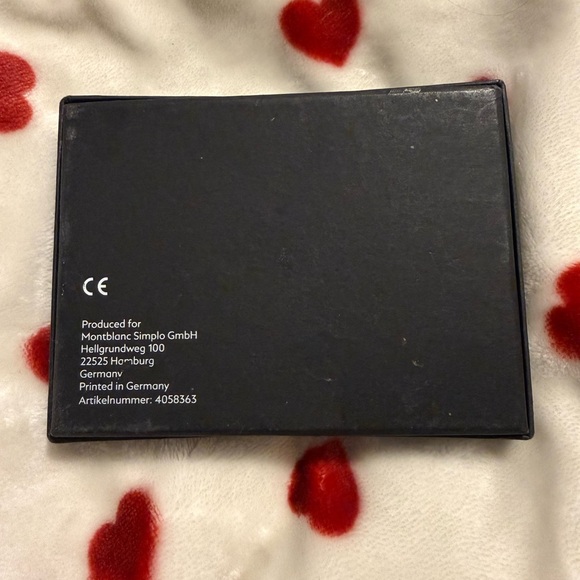 CE
Produced for
Montblanc Simplo GmbH
Hellgrundweg 100
22525 Hamburg
Germany
Printed in Germany
Artikelnummer: 4058363